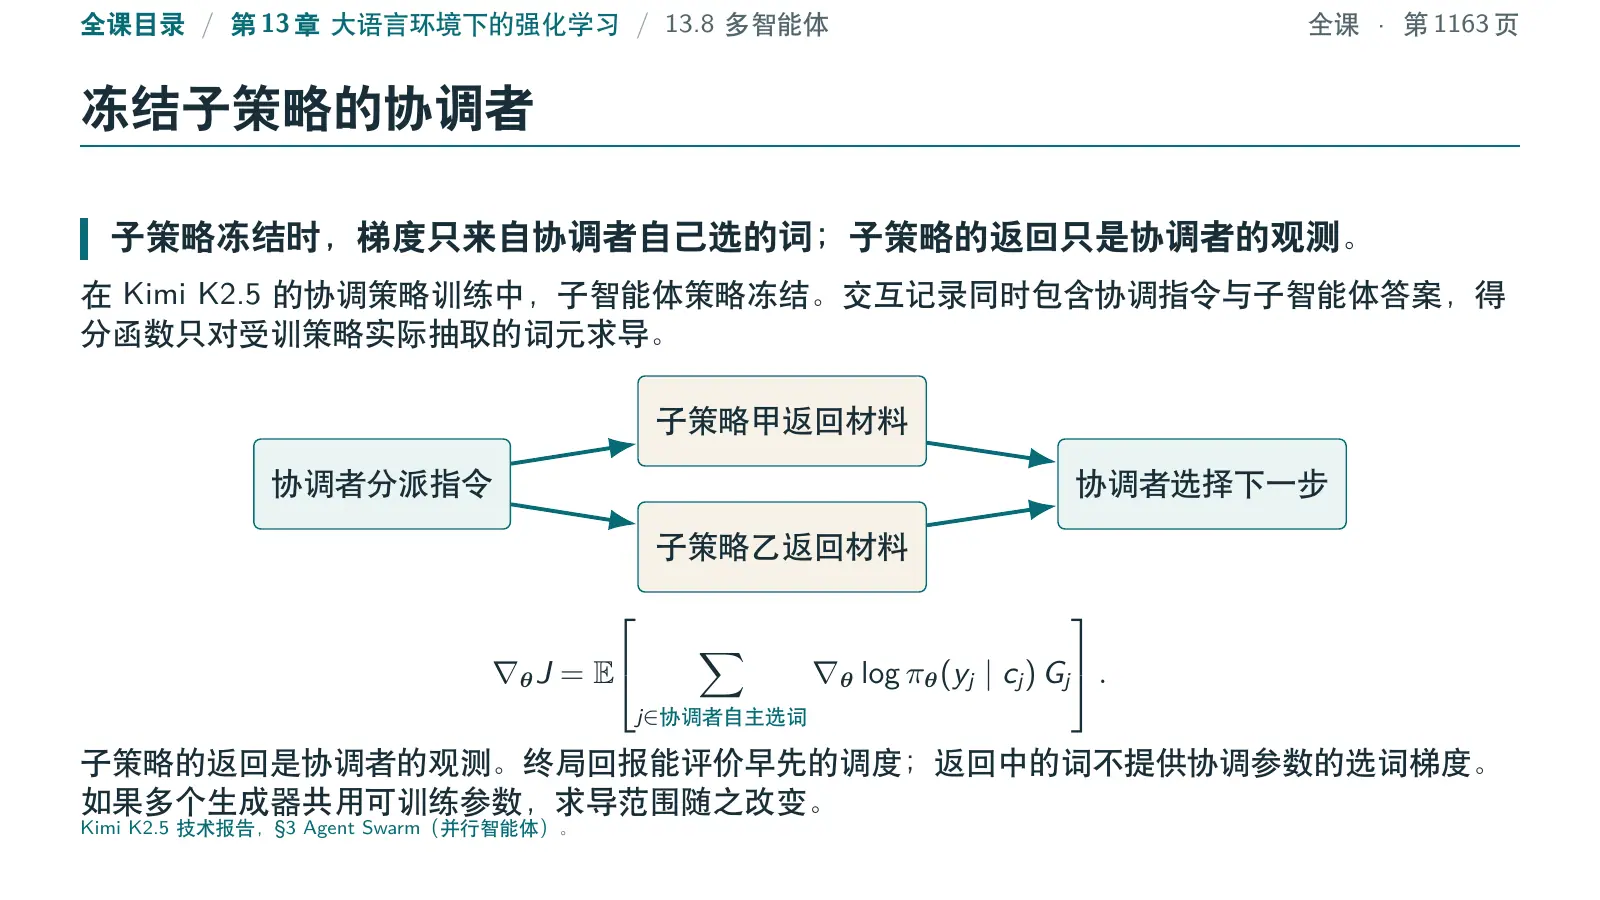 全课目录 / 第 13 章 大语言环境下的强化学习 / 13.8 多智能体
全课 · 第 1163 页
冻结子策略的协调者
子策略冻结时，梯度只来自协调者自己选的词；子策略的返回只是协调者的观测。
在 Kimi K2.5 的协调策略训练中，子智能体策略冻结。交互记录同时包含协调指令与子智能体答案，得
分函数只对受训策略实际抽取的词元求导。
子策略甲返回材料
协调者分派指令
协调者选择下一步
子策略乙返回材料
∇_θ J = 𝔼 [ ∑_{j∈协调者自主选词} ∇_θ log π_θ(y_j | c_j) G_j ] .
子策略的返回是协调者的观测。终局回报能评价早先的调度；返回中的词不提供协调参数的选词梯度。
如果多个生成器共用可训练参数，求导范围随之改变。
Kimi K2.5 技术报告，§3 Agent Swarm（并行智能体）。